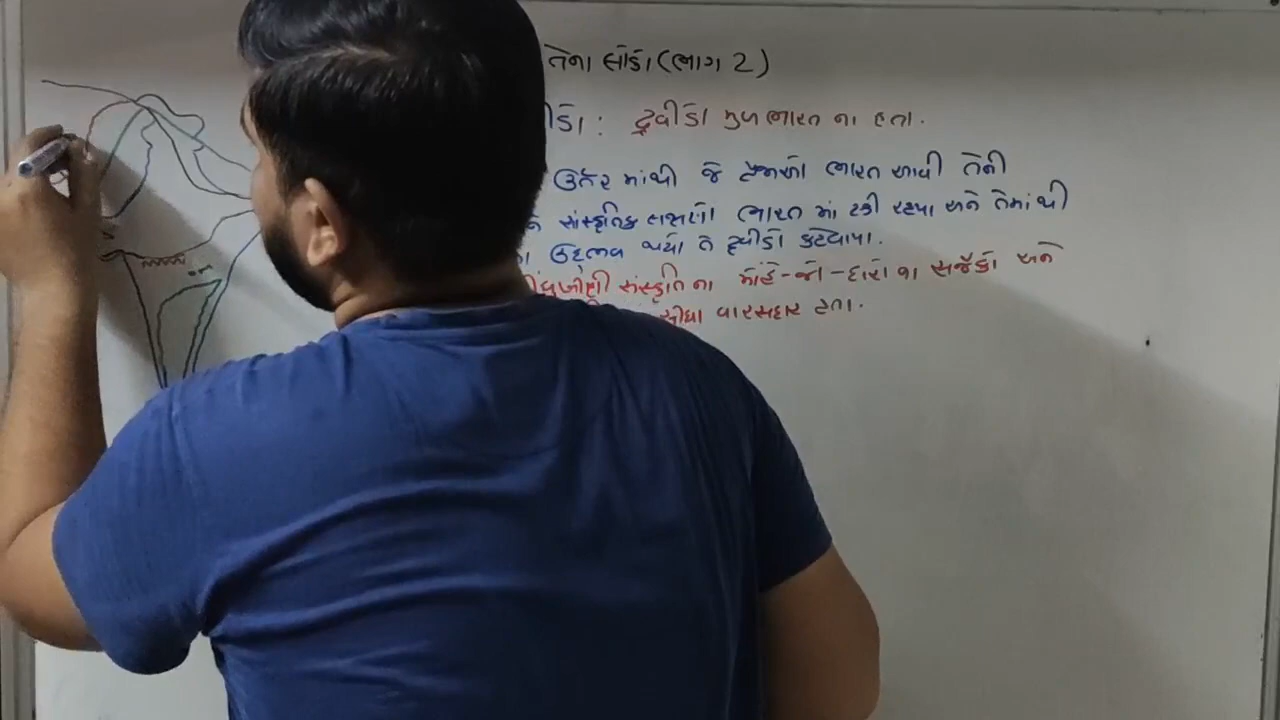 તેના લોકો (ભાગ 2)
ડો : દ્રવીડો મુળ ભારત ના હતા.
ઉત્તર માંથી જે પ્રજાઓ ભારત આવી તેની
સાંસ્કૃતિક લક્ષણો ભારત માં ટકી રહ્યા અને તેમાંથી
ઉદ્ભવ થયો તે દ્રવીડો કહેવાયા.
સંસ્કૃતિ ના મોહેં-જો-દારો ના સર્જકો અને
સીધા વારસદાર હતા.